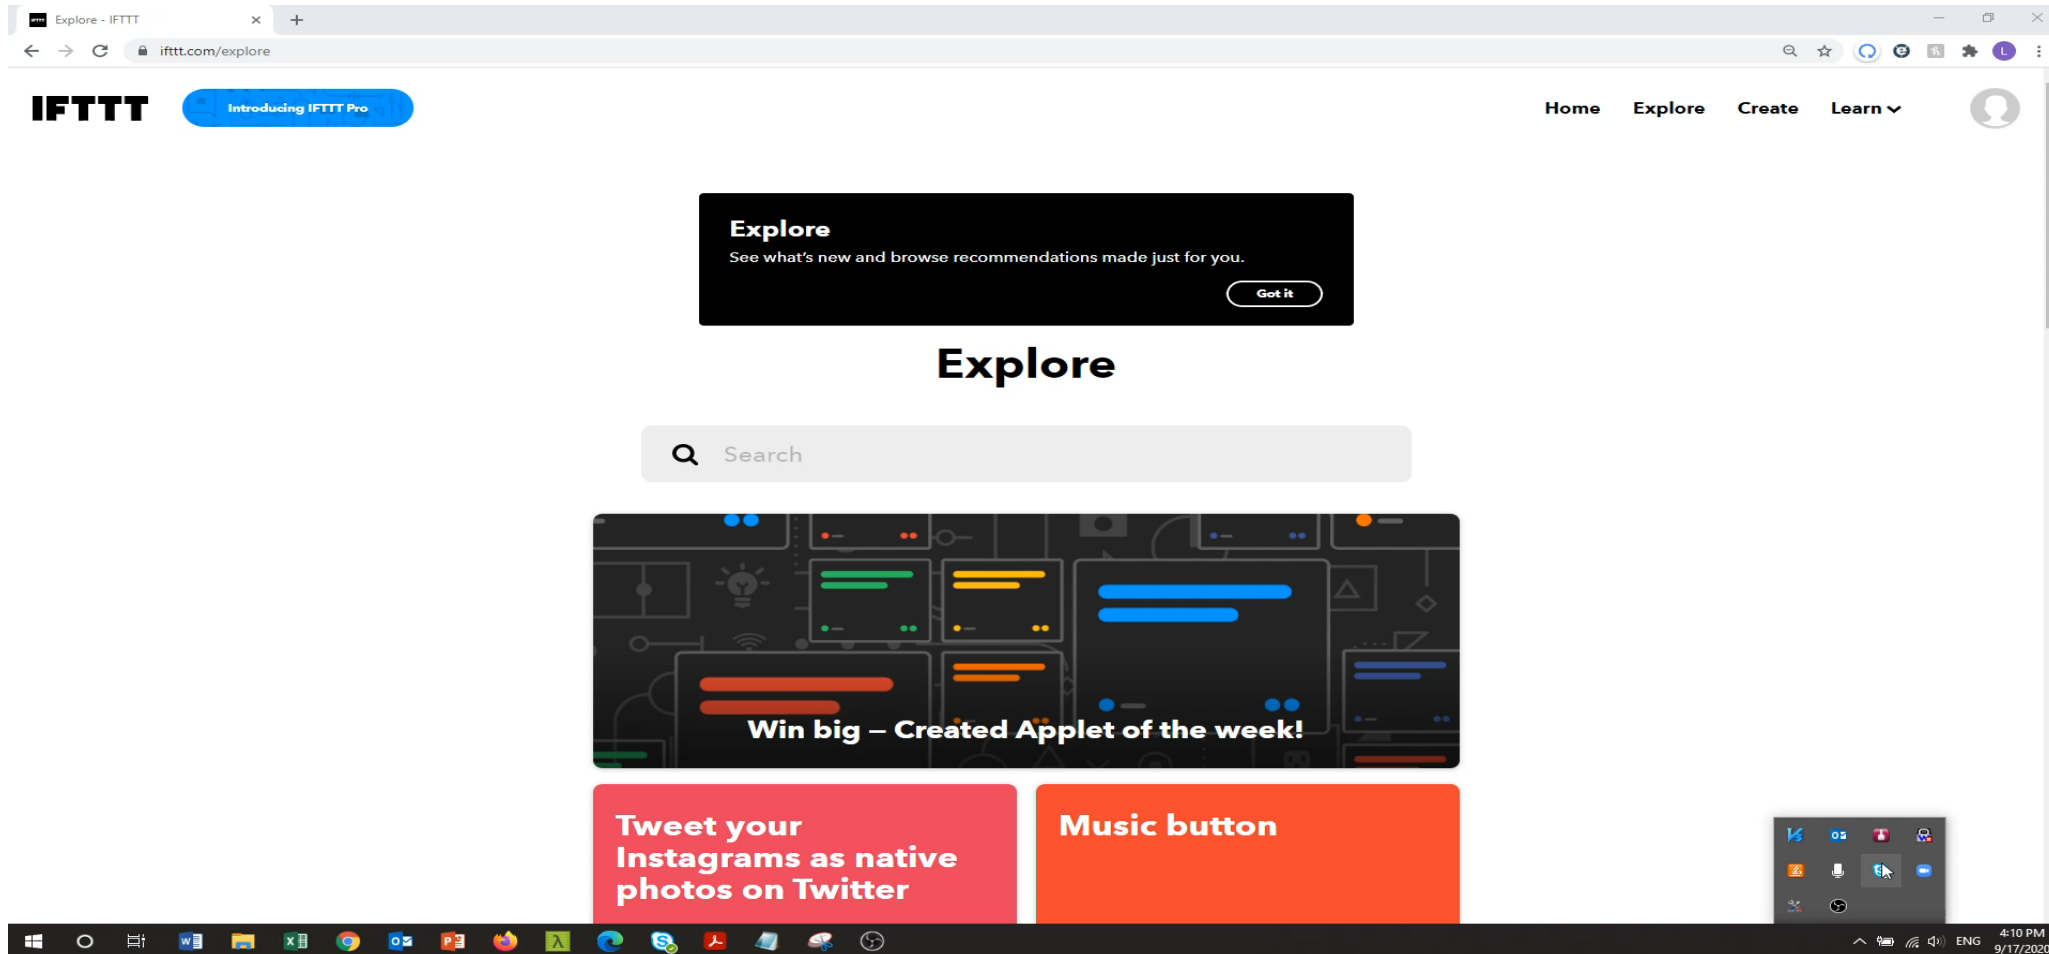 Explore - IFTTT
ifttt.com/explore
L
IFTTT
Introducing IFTTT Pro
Home
Explore
Create
Learn
Explore
See what's new and browse recommendations made just for you.
Got it
Explore
Search
Win big – Created Applet of the week!
Tweet your
Instagrams as native
photos on Twitter
Music button
ENG
4:10 PM
9/17/2020